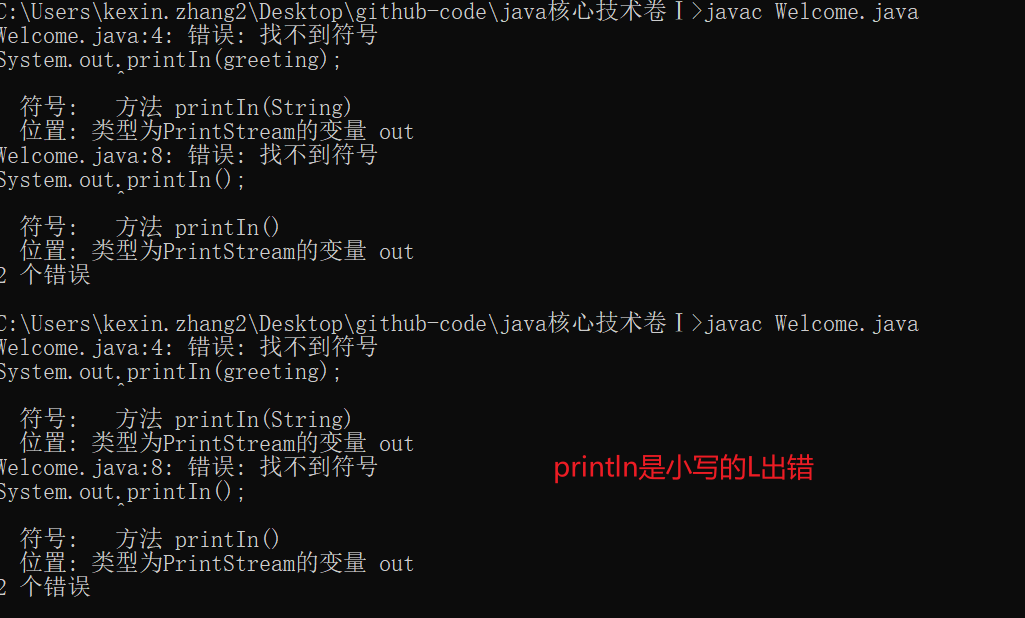 C:\Users\kexin.zhang2\Desktop\github-code\java核心技术卷Ⅰ>javac Welcome.java
Welcome.java:4: 错误: 找不到符号
System.out.printIn(greeting);
^
符号:   方法 printIn(String)
位置: 类型为PrintStream的变量 out
Welcome.java:8: 错误: 找不到符号
System.out.printIn();
^
符号:   方法 printIn()
位置: 类型为PrintStream的变量 out
2 个错误
C:\Users\kexin.zhang2\Desktop\github-code\java核心技术卷Ⅰ>javac Welcome.java
Welcome.java:4: 错误: 找不到符号
System.out.printIn(greeting);
^
符号:   方法 printIn(String)
位置: 类型为PrintStream的变量 out
Welcome.java:8: 错误: 找不到符号
println是小写的L出错
System.out.printIn();
^
符号:   方法 printIn()
位置: 类型为PrintStream的变量 out
2 个错误